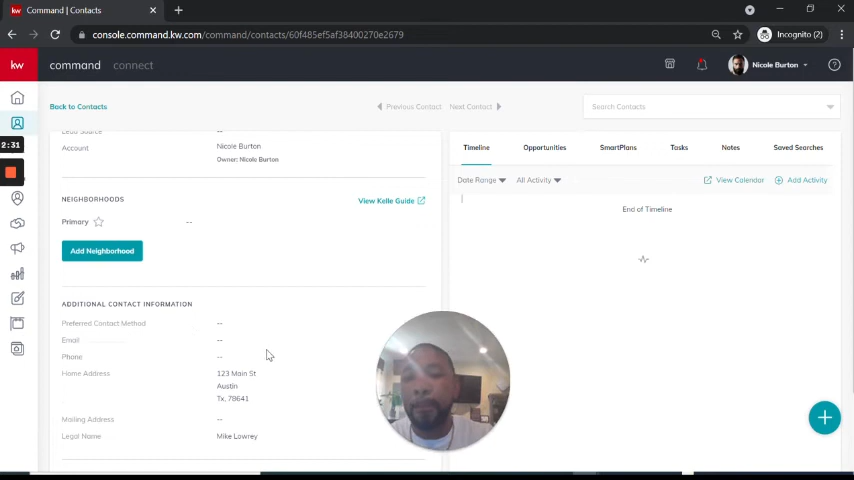 Command | Contacts
console.command.kw.com/command/contacts/60f485ef5af38400270e2679
Incognito (2)
kw
command
connect
Nicole Burton
Back to Contacts
Previous Contact
Next Contact
Search Contacts
Lead Source
--
Account
Nicole Burton
Owner: Nicole Burton
NEIGHBORHOODS
View Kelle Guide
Primary
--
Add Neighborhood
ADDITIONAL CONTACT INFORMATION
Preferred Contact Method
--
Email
--
Phone
--
Home Address
123 Main St
Austin
Tx, 78641
Mailing Address
--
Legal Name
Mike Lowrey
2:31
Timeline
Opportunities
SmartPlans
Tasks
Notes
Saved Searches
Date Range
All Activity
View Calendar
Add Activity
End of Timeline